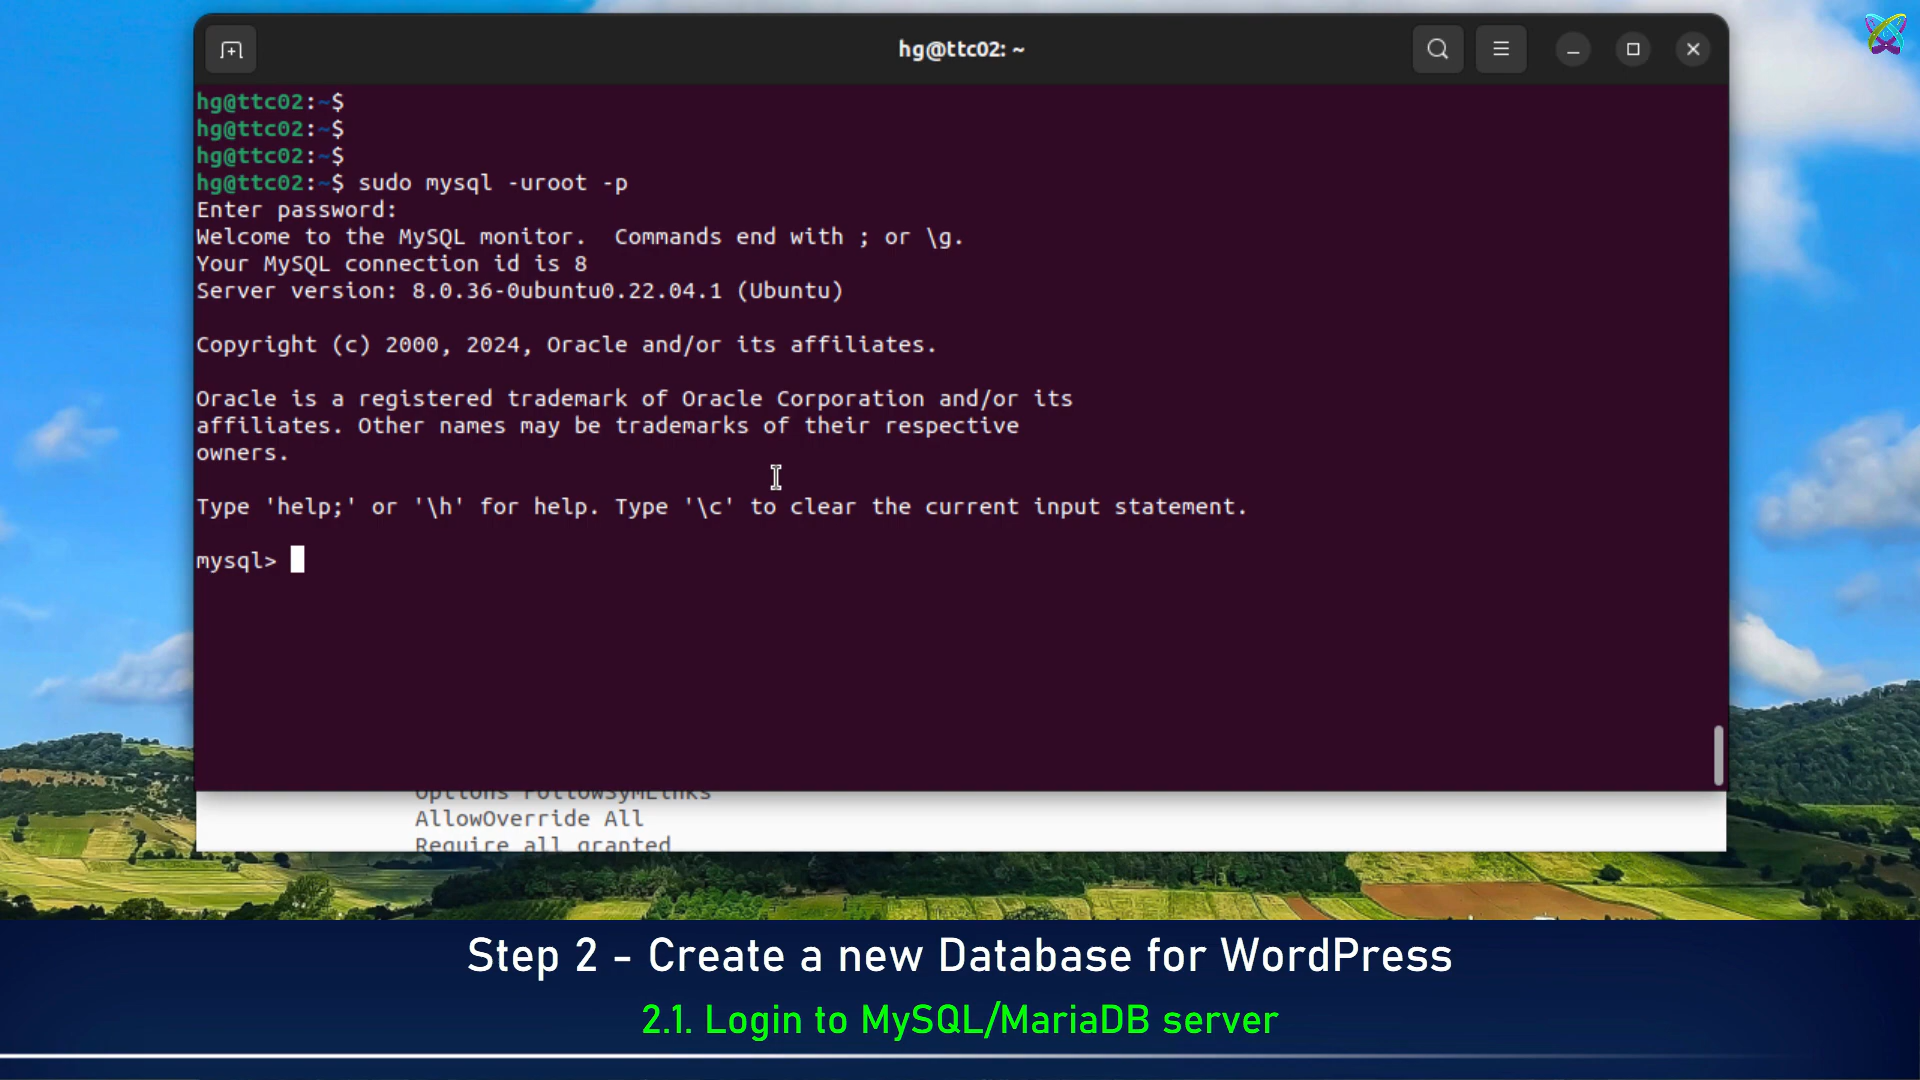 hg@ttc02: ~
hg@ttc02:~$
hg@ttc02:~$
hg@ttc02:~$
hg@ttc02:~$ sudo mysql -uroot -p
Enter password:
Welcome to the MySQL monitor.  Commands end with ; or \g.
Your MySQL connection id is 8
Server version: 8.0.36-0ubuntu0.22.04.1 (Ubuntu)
Copyright (c) 2000, 2024, Oracle and/or its affiliates.
Oracle is a registered trademark of Oracle Corporation and/or its
affiliates. Other names may be trademarks of their respective
owners.
Type 'help;' or '\h' for help. Type '\c' to clear the current input statement.
mysql>
Options FollowSymLinks
AllowOverride All
Require all granted
Step 2 - Create a new Database for WordPress
2.1. Login to MySQL/MariaDB server